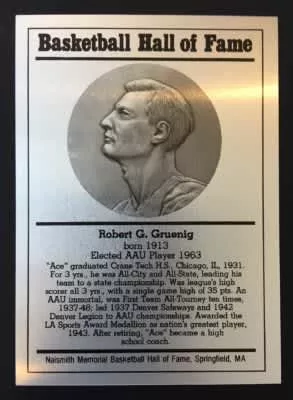 Basketball Hall of Fame
Robert G. Gruenig
born 1913
Elected AAU Player 1963
"Ace" graduated Crane Tech H.S., Chicago, IL, 1931.
For 3 yrs., he was All-City and All-State, leading his
team to a state championship. Was league's high
scorer all 3 yrs., with a single game high of 35 pts. An
AAU immortal, was First Team All-Tourney ten times,
1937-48; led 1937 Denver Safeways and 1942
Denver Legion to AAU championships. Awarded the
LA Sports Award Medallion as nation's greatest player,
1943. After retiring, "Ace" became a high
school coach.
Naismith Memorial Basketball Hall of Fame, Springfield, MA